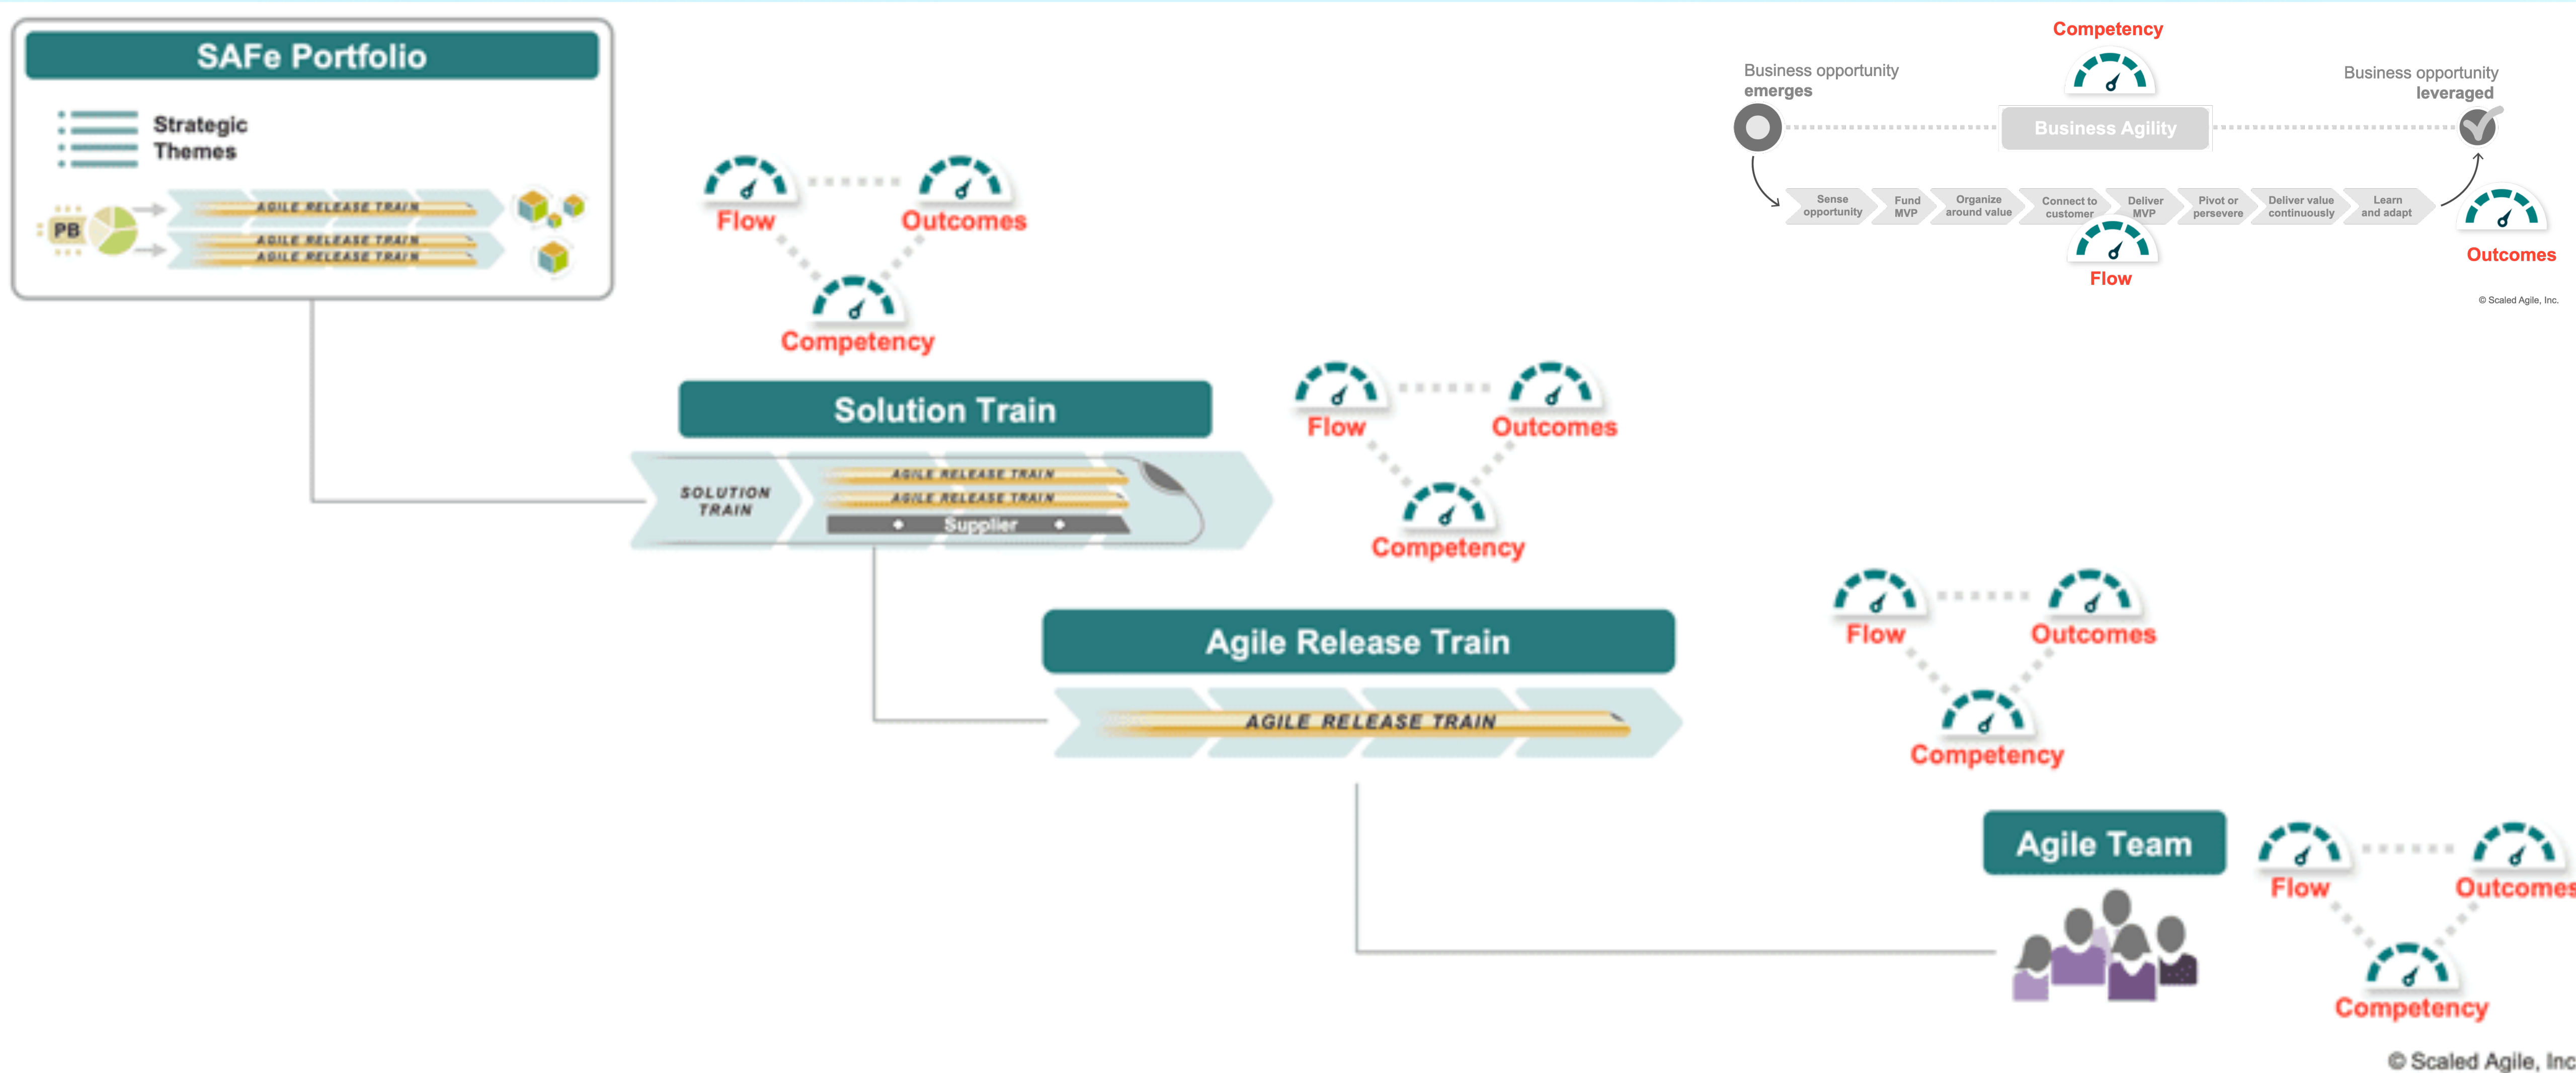 SAFe Portfolio
Strategic
Themes
PB
AGILE RELEASE TRAIN
AGILE RELEASE TRAIN
AGILE RELEASE TRAIN
Competency
Business opportunity
emerges
Business opportunity
leveraged
Business Agility
Sense
opportunity
Fund
MVP
Organize
around value
Connect to
customer
Deliver
MVP
Pivot or
persevere
Deliver value
continuously
Learn
and adapt
Flow
Outcomes
© Scaled Agile, Inc.
Flow
Outcomes
Competency
Solution Train
SOLUTION
TRAIN
AGILE RELEASE TRAIN
AGILE RELEASE TRAIN
Supplier
Flow
Outcomes
Competency
Agile Release Train
AGILE RELEASE TRAIN
Flow
Outcomes
Competency
Agile Team
Flow
Outcomes
Competency
© Scaled Agile, Inc